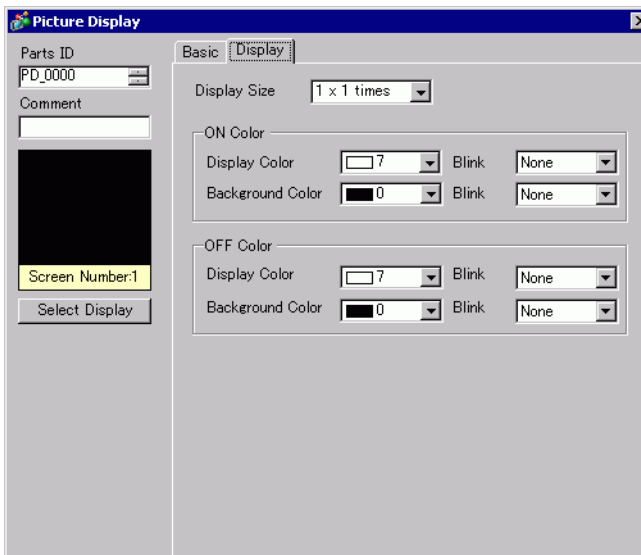 Picture Display
Parts ID
PD_0000
Comment
Screen Number:1
Select Display
Basic Display
Display Size 1 x 1 times
ON Color
Display Color 7 Blink None
Background Color 0 Blink None
OFF Color
Display Color 7 Blink None
Background Color 0 Blink None